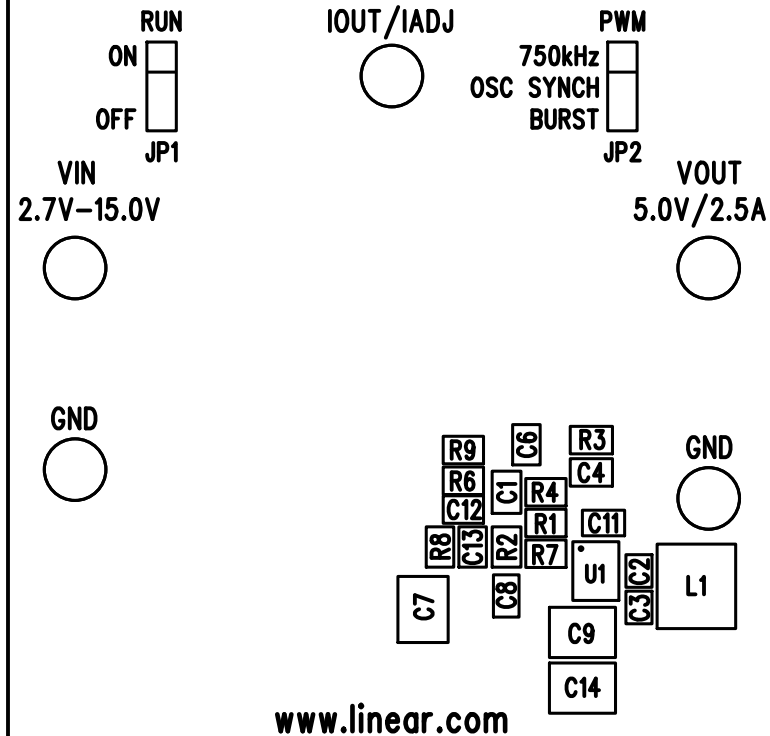 RUN
IOUT/IADJ
PWM
ON
750kHz
OSC SYNCH
OFF
BURST
JP1
JP2
VIN
2.7V-15.0V
VOUT
5.0V/2.5A
GND
GND
R9
C6
R3
R6
C1
R4
C4
C12
R1
C11
R8
C13
R2
R7
U1
C2
L1
C7
C8
C3
C9
C14
www.linear.com